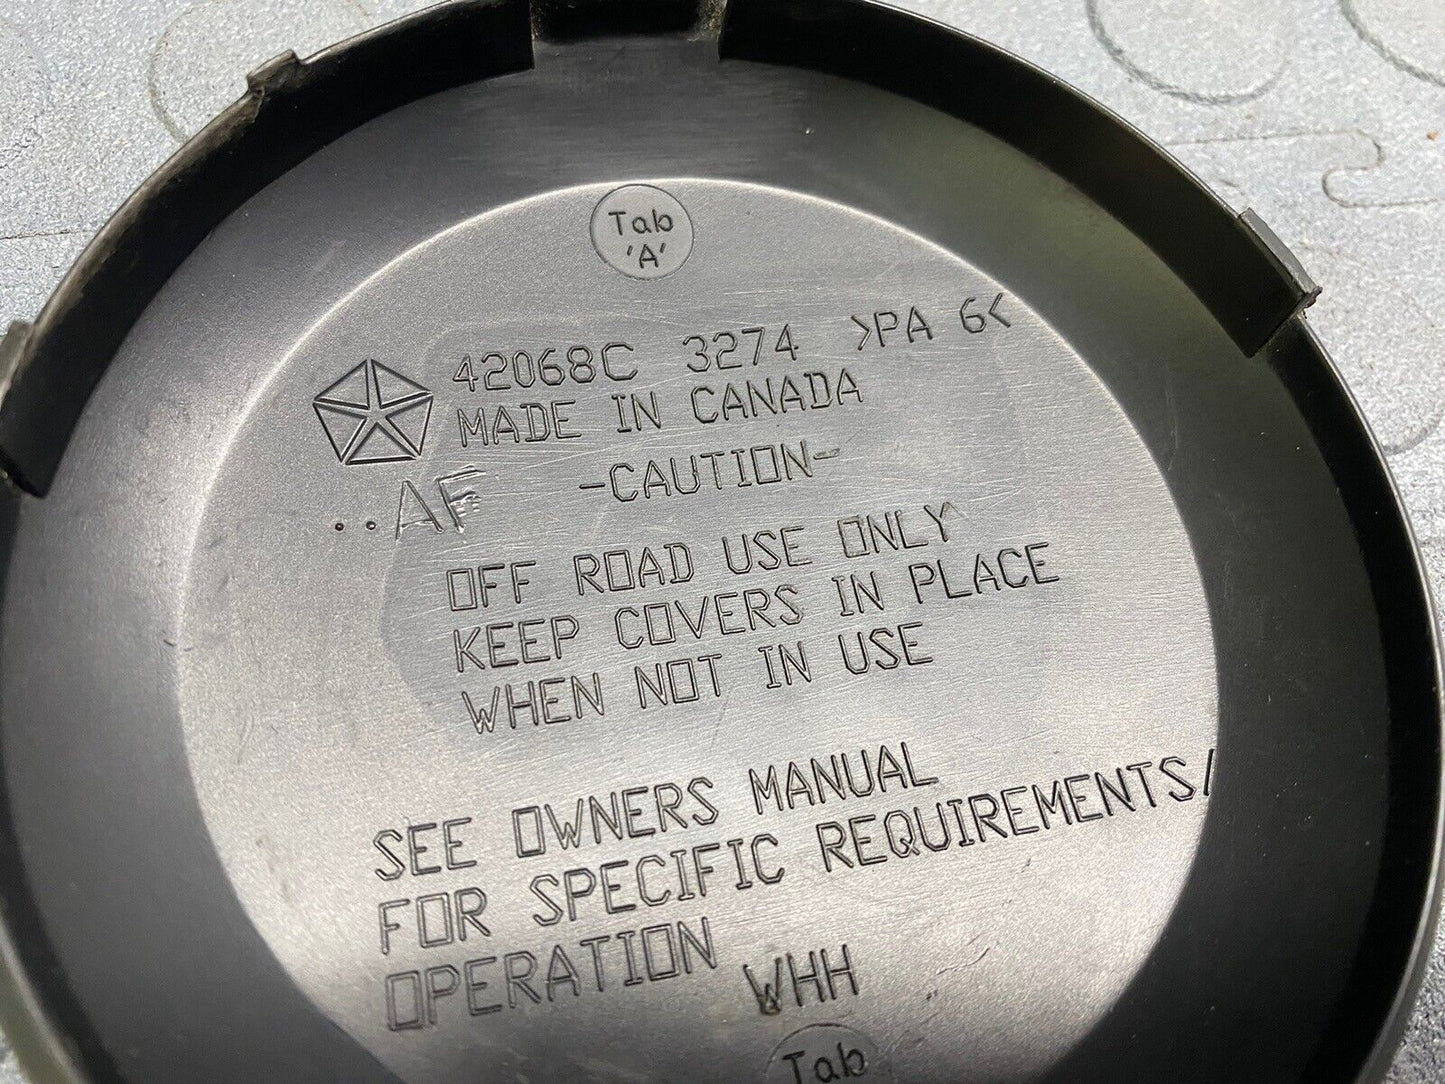 Tab
'A'
42068C 3274 >PA 6<
MADE IN CANADA
..AF
-CAUTION-
OFF ROAD USE ONLY
KEEP COVERS IN PLACE
WHEN NOT IN USE
SEE OWNERS MANUAL
FOR SPECIFIC REQUIREMENTS/
OPERATION
WHH
Tab